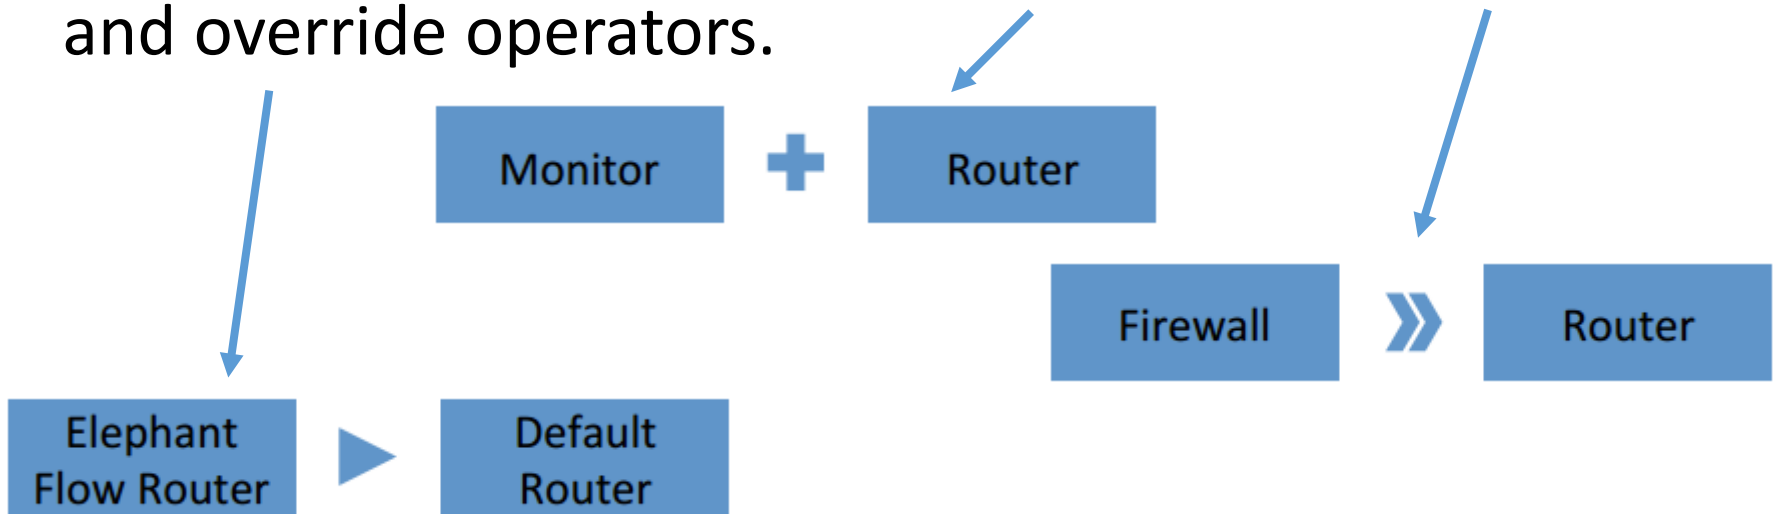 and override operators.
Monitor
Router
Firewall
Router
Elephant
Flow Router
Default
Router